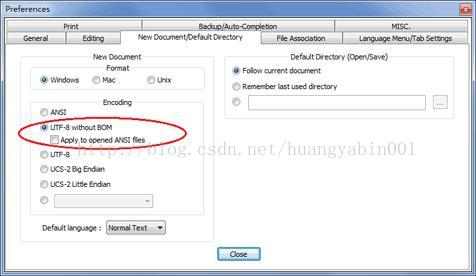 Preferences
Print
Backup/Auto-Completion
MISC.
General
Editing
New Document/Default Directory
File Association
Language Menu/Tab Settings
New Document
Format
Windows
Mac
Unix
Encoding
ANSI
UTF-8 without BOM
Apply to opened ANSI files
UTF-8
UCS-2 Big Endian
UCS-2 Little Endian
Default language :
Normal Text
Default Directory (Open/Save)
Follow current document
Remember last used directory
...
http://blog.csdn.net/huangyabin001
Close